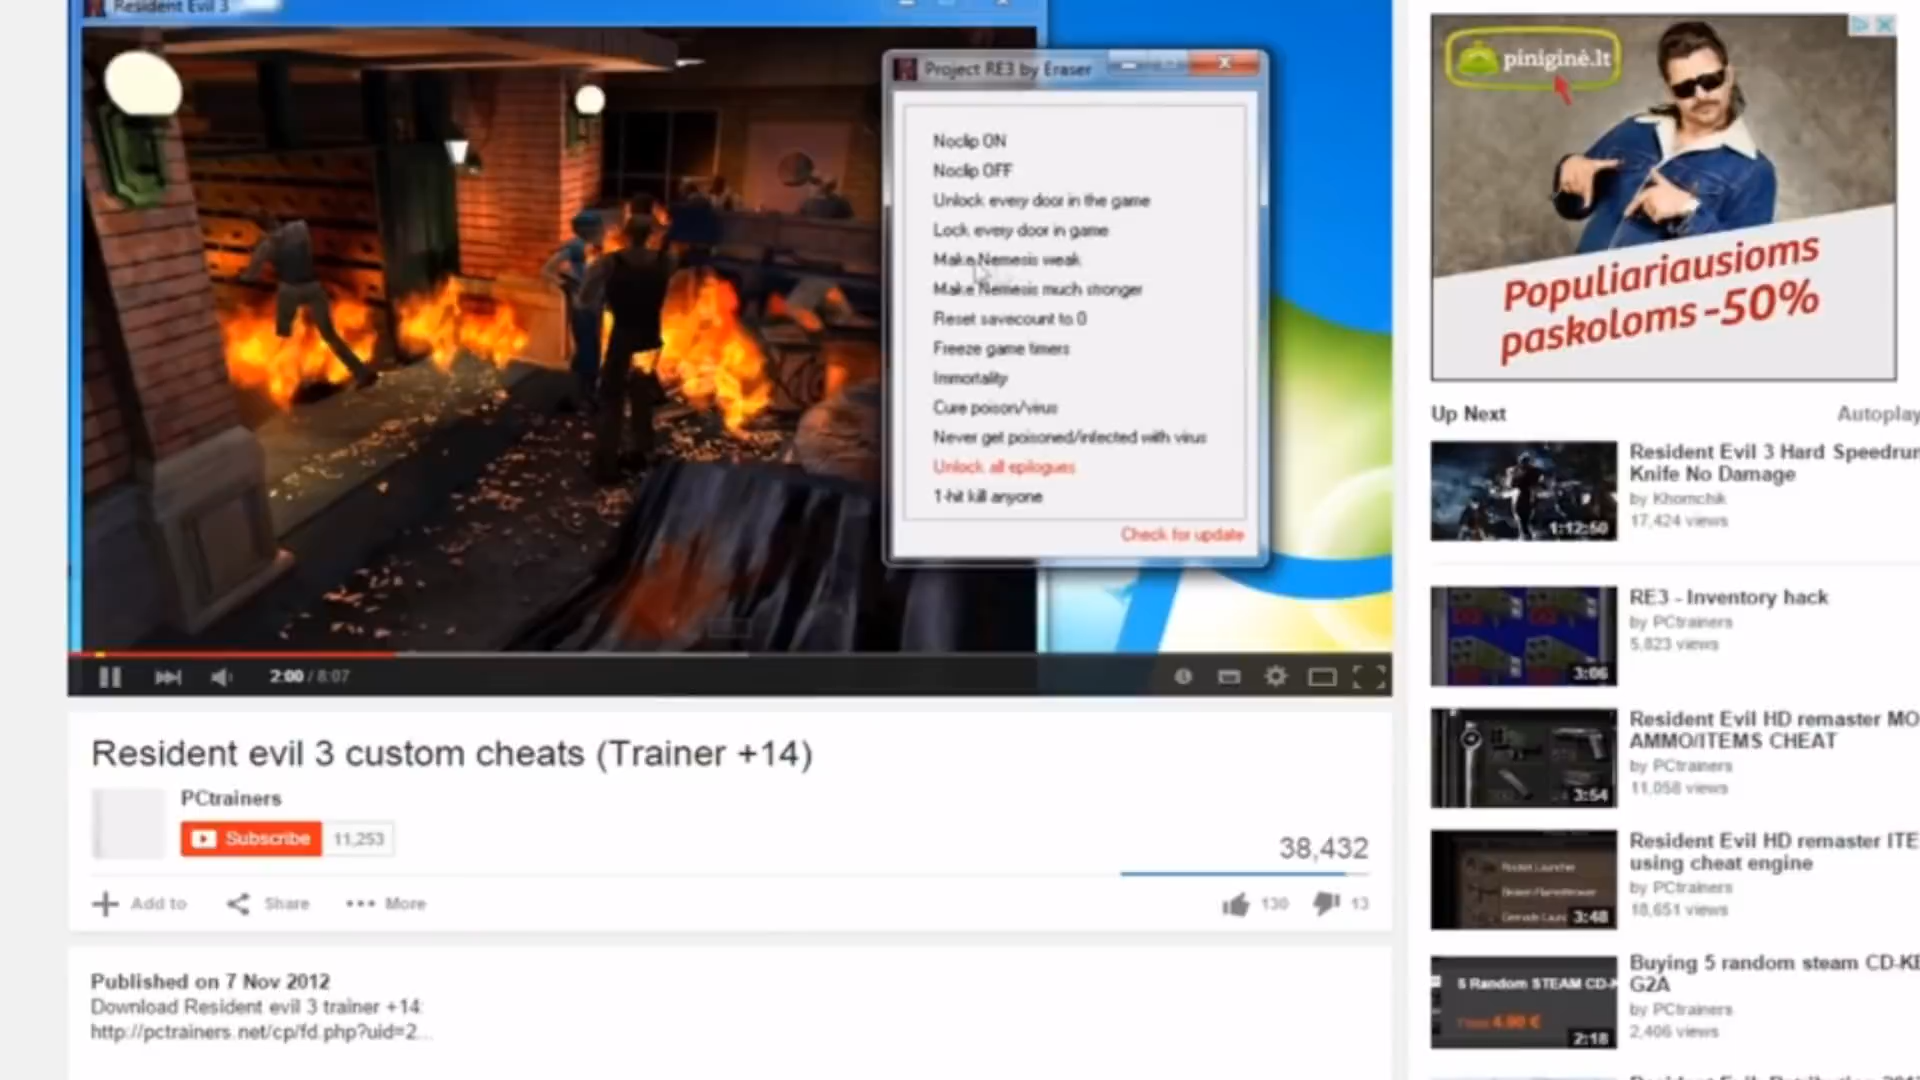 Resident Evil 3
Project RE3 by Eraser
Noclip ON
Noclip OFF
Unlock every door in the game
Lock every door in game
Make Nemesis weak
Make Nemesis much stronger
Reset savecount to 0
Freeze game timers
Immortality
Cure poison/virus
Never get poisoned/infected with virus
Unlock all epilogues
1-hit kill anyone
Check for update
2:00 / 8:07
Resident evil 3 custom cheats (Trainer +14)
PCtrainers
Subscribe 11,253
38,432
Add to Share More
130 13
Published on 7 Nov 2012
Download Resident evil 3 trainer +14:
http://pctrainers.net/cp/fd.php?uid=2...
piniginė.lt
Populiariausioms
paskoloms -50%
Up Next Autoplay
Resident Evil 3 Hard Speedrun
Knife No Damage
by Khomchik
17,424 views
1:12:50
RE3 - Inventory hack
by PCtrainers
5,823 views
3:06
Resident Evil HD remaster MO
AMMO/ITEMS CHEAT
by PCtrainers
11,058 views
3:54
Resident Evil HD remaster ITE
using cheat engine
by PCtrainers
18,651 views
Rocket Launcher
3:48
Buying 5 random steam CD-KE
G2A
by PCtrainers
2,406 views
5 Random STEAM CD-K
4.90 €
2:18